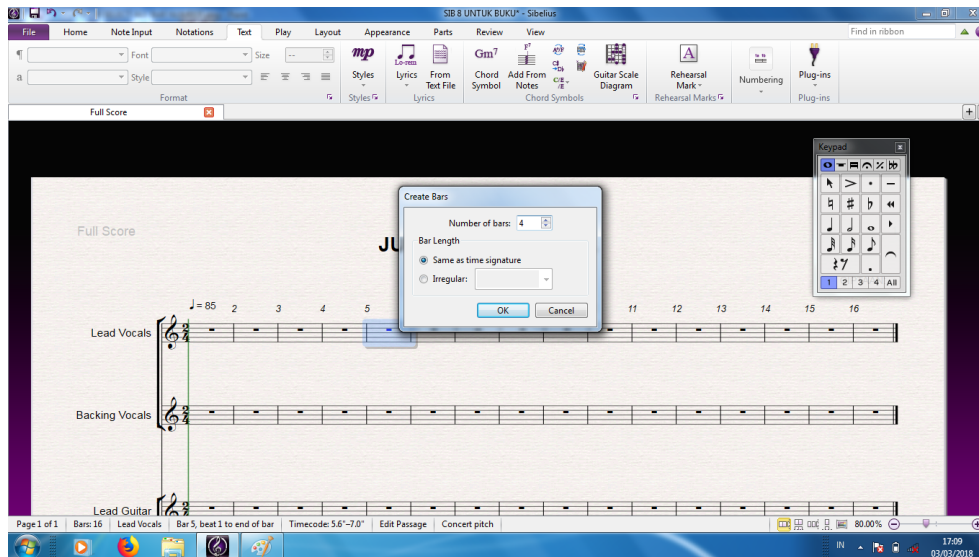 SIB 8 UNTUK BUKU* - Sibelius
File Home Note Input Notations Text Play Layout Appearance Parts Review View Find in ribbon
Font Size --
a Style
Styles Lyrics From Text File Chord Symbol Add From Notes Guitar Scale Diagram Rehearsal Mark Numbering Plug-ins
Format Styles Lyrics Chord Symbols Rehearsal Marks Plug-ins
Full Score
Keypad
1 2 3 4 All
Create Bars
Number of bars: 4
Bar Length
Same as time signature
Irregular:
OK Cancel
Full Score
JU
= 85 2 3 4 5 11 12 13 14 15 16
Lead Vocals
Backing Vocals
Lead Guitar
Page 1 of 1 Bars: 16 Lead Vocals Bar 5, beat 1 to end of bar Timecode: 5.6"–7.0" Edit Passage Concert pitch 80.00%
IN 17:09
03/03/2018